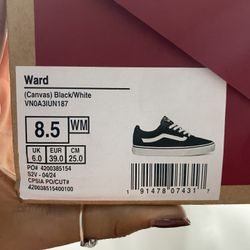 Ward
(Canvas) Black/White
VN0A3IUN187
8.5 WM
UK EUR CM
6.0 39.0 25.0
PO# 4200385154
S2V - 04/24
CPSIA PO/CUT#
420038515400100
1 91478 07431 7